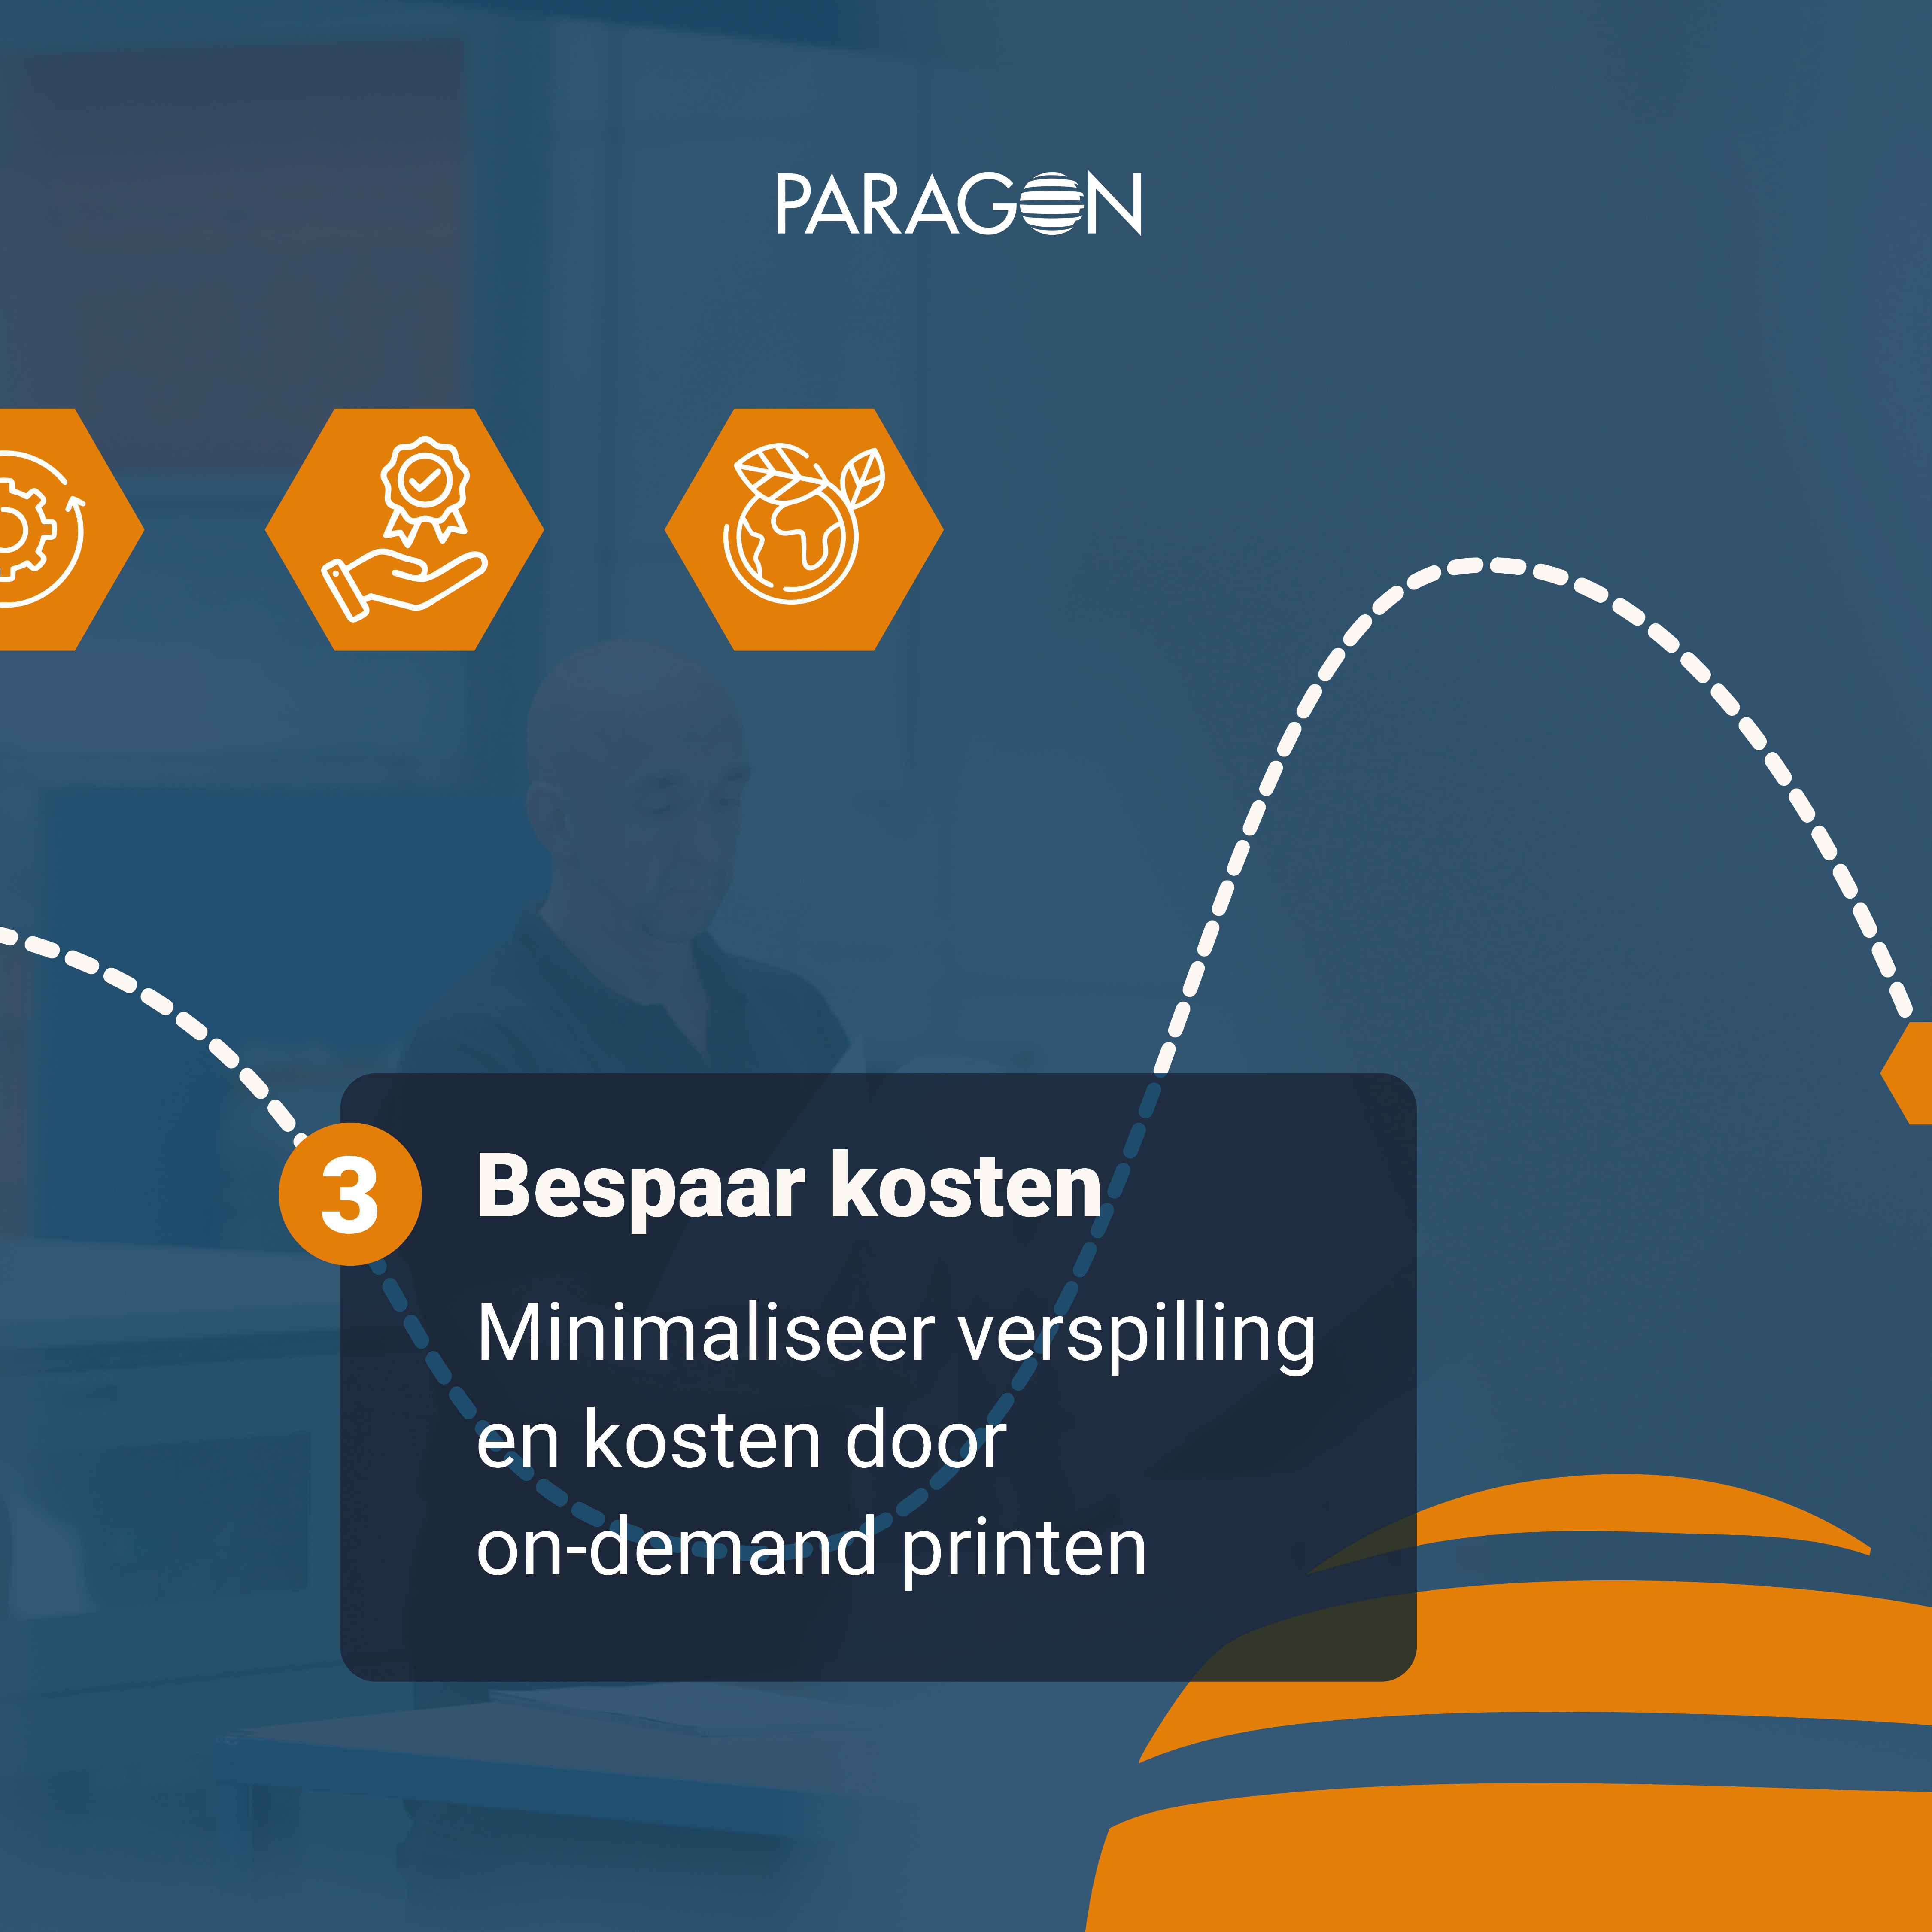 PARAGON
3
Bespaar kosten
Minimaliseer verspilling
en kosten door
on-demand printen